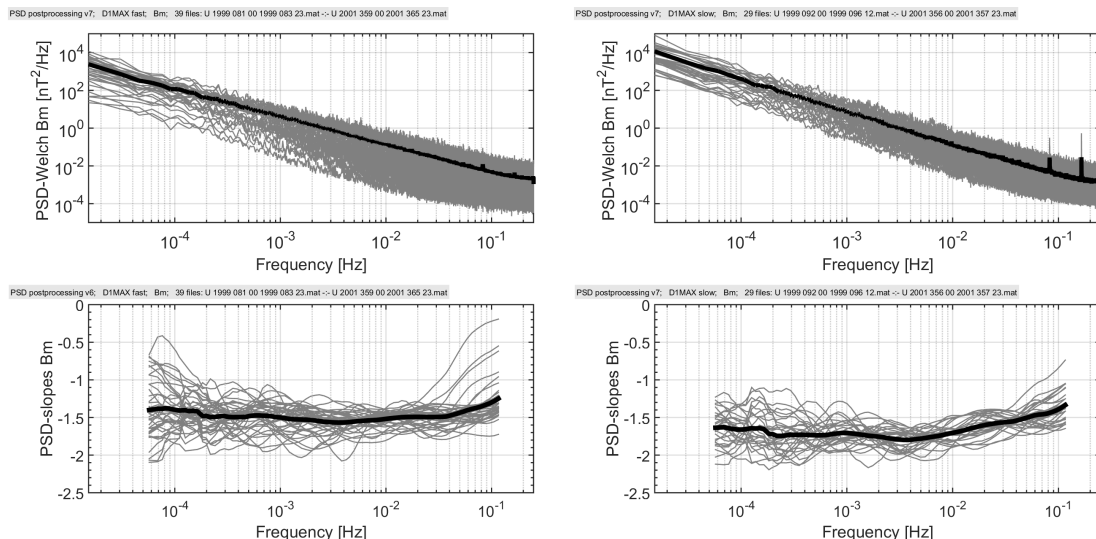 PSD postprocessing v7; D1MAX fast; Bm; 39 files: U 1999 081 00 1999 083 23.mat -:- U 2001 359 00 2001 365 23.mat
10^4
10^2
10^0
10^-2
10^-4
PSD-Welch Bm [nT^2/Hz]
10^-4 10^-3 10^-2 10^-1
Frequency [Hz]
PSD postprocessing v7; D1MAX slow; Bm; 29 files: U 1999 092 00 1999 096 12.mat -:- U 2001 356 00 2001 357 23.mat
10^4
10^2
10^0
10^-2
10^-4
PSD-Welch Bm [nT^2/Hz]
10^-4 10^-3 10^-2 10^-1
Frequency [Hz]
PSD postprocessing v6; D1MAX fast; Bm; 39 files: U 1999 081 00 1999 083 23.mat -:- U 2001 359 00 2001 365 23.mat
0
-0.5
-1
-1.5
-2
-2.5
PSD-slopes Bm
10^-4 10^-3 10^-2 10^-1
Frequency [Hz]
PSD postprocessing v7; D1MAX slow; Bm; 29 files: U 1999 092 00 1999 096 12.mat -:- U 2001 356 00 2001 357 23.mat
0
-0.5
-1
-1.5
-2
-2.5
PSD-slopes Bm
10^-4 10^-3 10^-2 10^-1
Frequency [Hz]